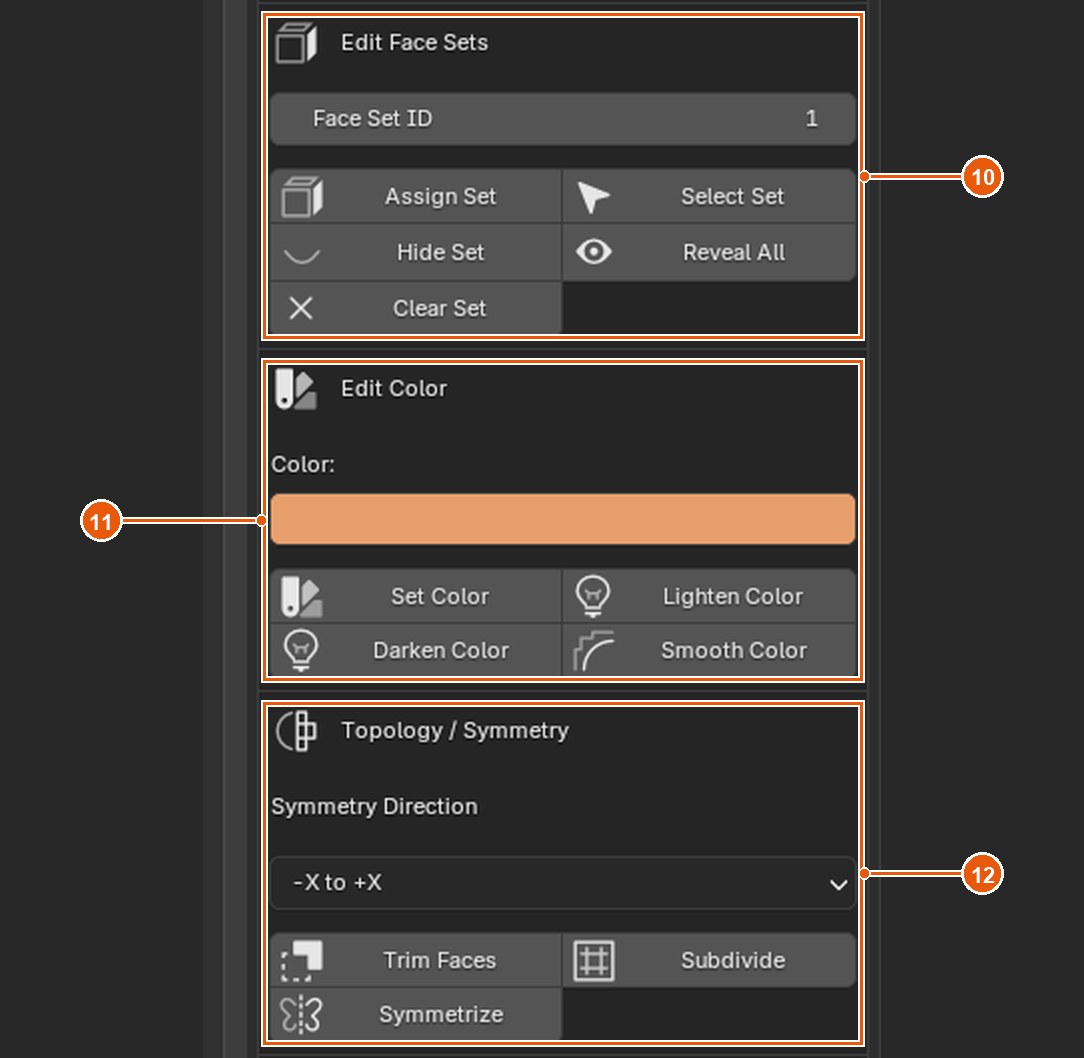 Edit Face Sets
Face Set ID 1
10
Assign Set Select Set
Hide Set Reveal All
Clear Set
Edit Color
Color:
11
Set Color Lighten Color
Darken Color Smooth Color
Topology / Symmetry
Symmetry Direction
-X to +X
12
Trim Faces Subdivide
Symmetrize